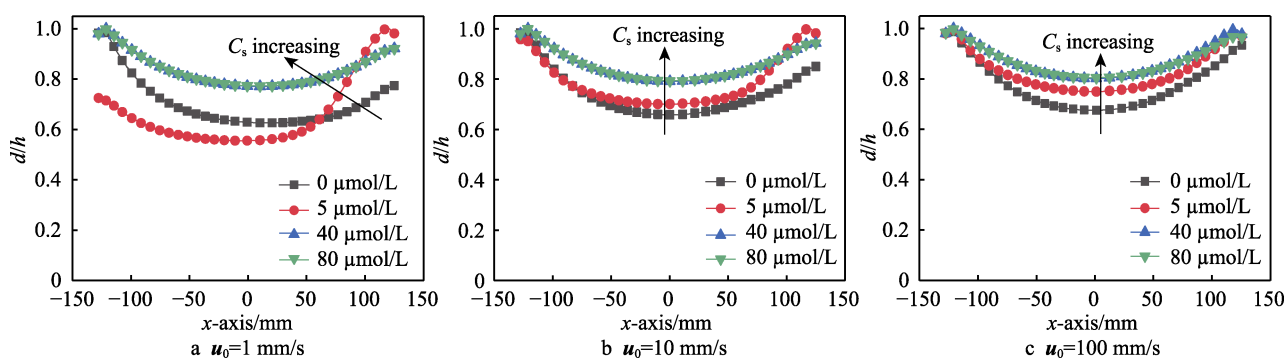 1.0
0.8
0.6
0.4
0.2
0
d/h
Cs increasing
0 μmol/L
5 μmol/L
40 μmol/L
80 μmol/L
−150 −100 −50 0 50 100 150
x-axis/mm
a u0=1 mm/s
1.0
0.8
0.6
0.4
0.2
0
d/h
Cs increasing
0 μmol/L
5 μmol/L
40 μmol/L
80 μmol/L
−150 −100 −50 0 50 100 150
x-axis/mm
b u0=10 mm/s
1.0
0.8
0.6
0.4
0.2
0
d/h
Cs increasing
0 μmol/L
5 μmol/L
40 μmol/L
80 μmol/L
−150 −100 −50 0 50 100 150
x-axis/mm
c u0=100 mm/s